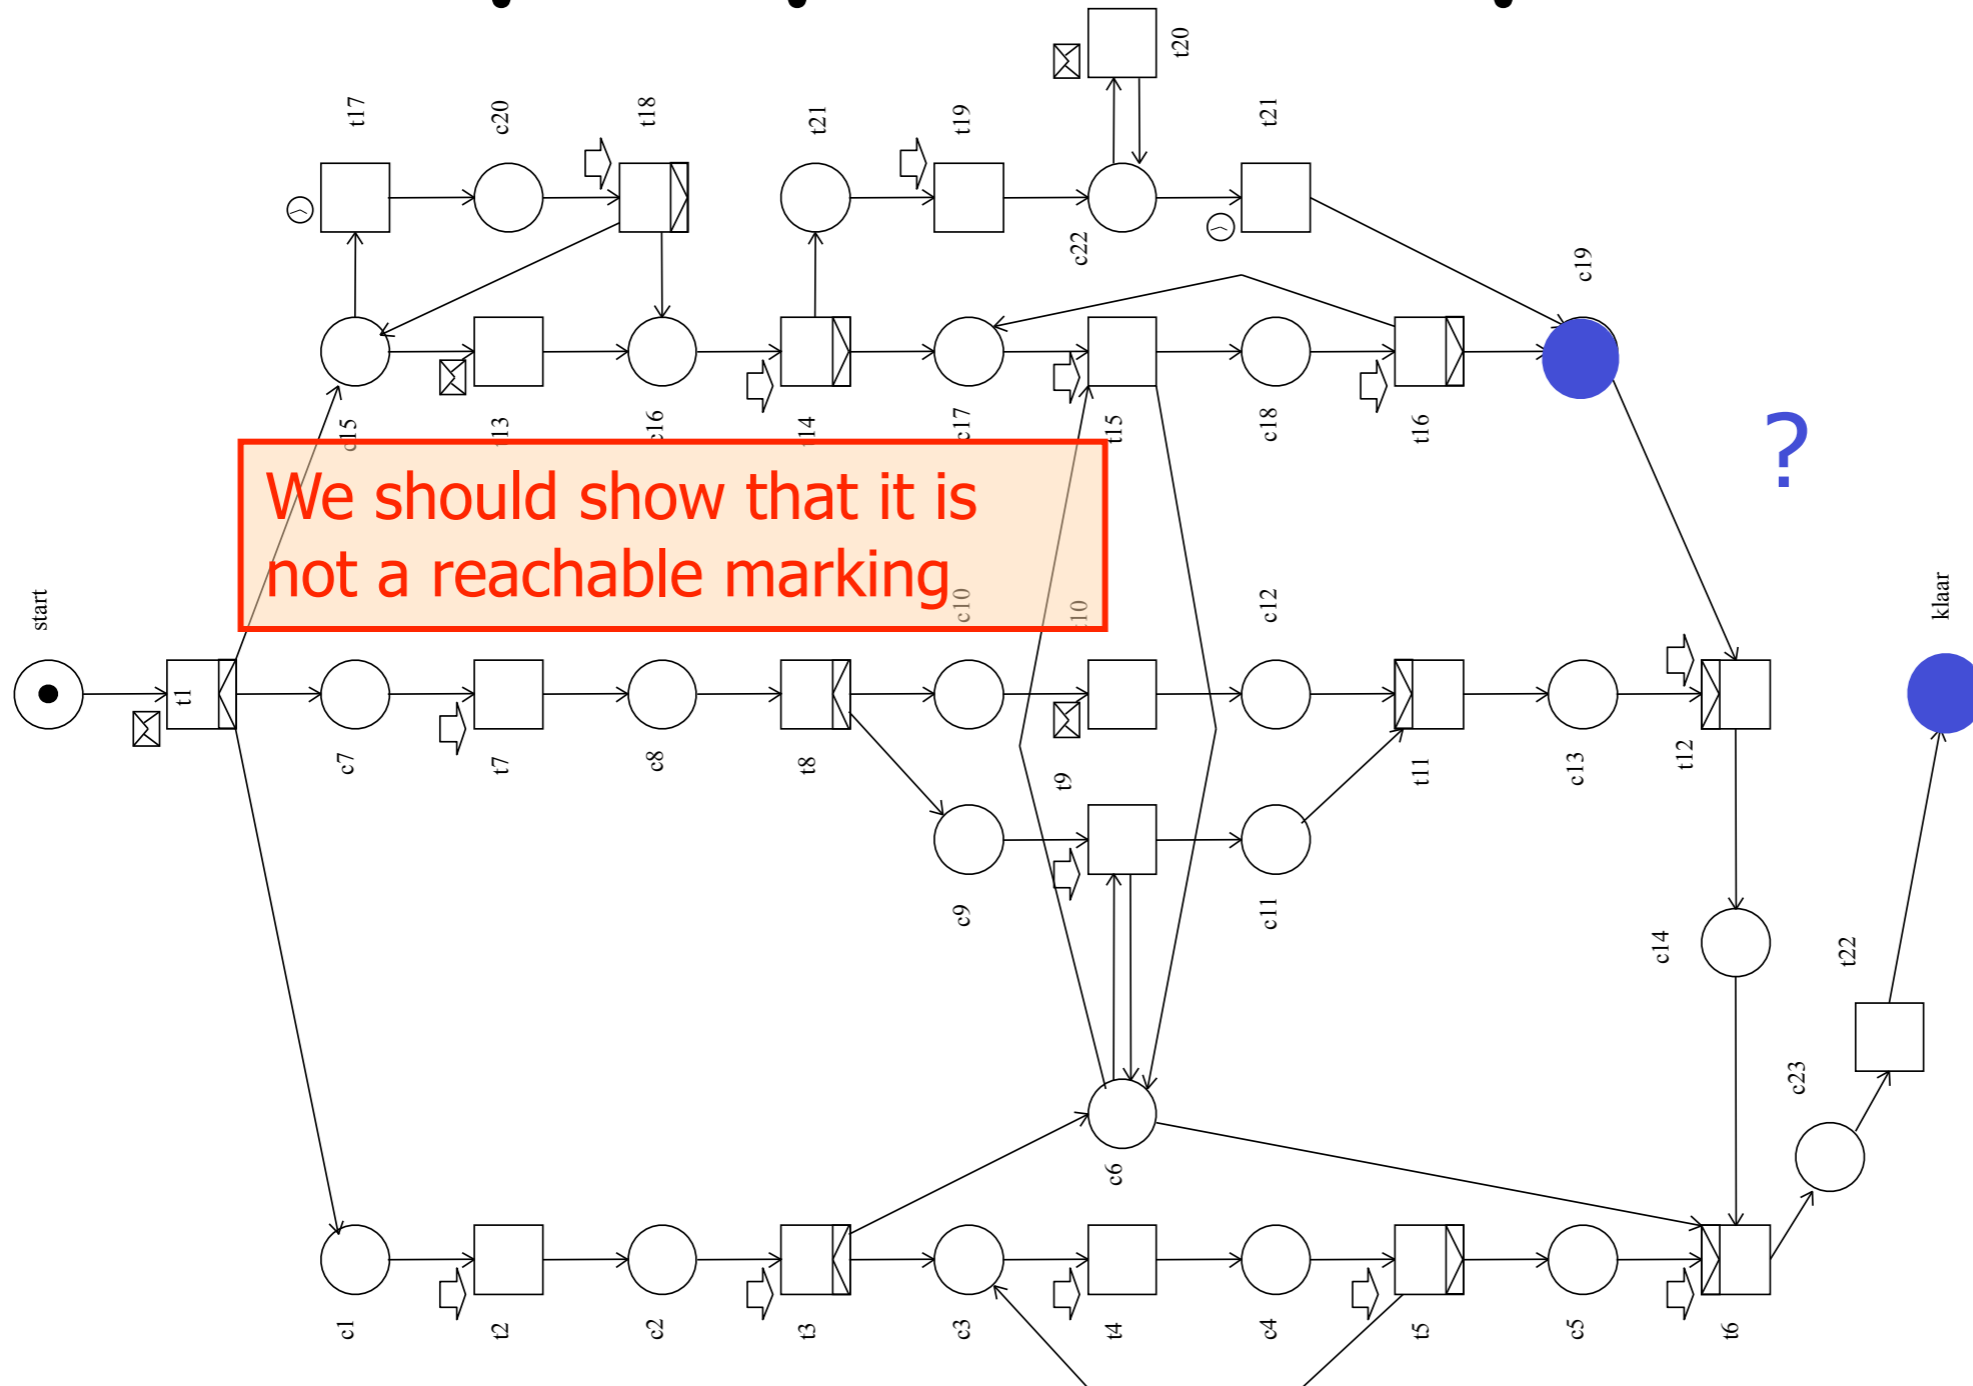 t20
t17
c20
t18
t21
t19
t21
c22
c19
c15
t13
c16
t14
c17
t15
c18
t16
?
We should show that it is
not a reachable marking
start
t1
c10
t10
c12
klaar
c7
t7
c8
t8
t9
t11
c13
t12
c9
c11
c14
t22
c23
c6
c1
t2
c2
t3
c3
t4
c4
t5
c5
t6